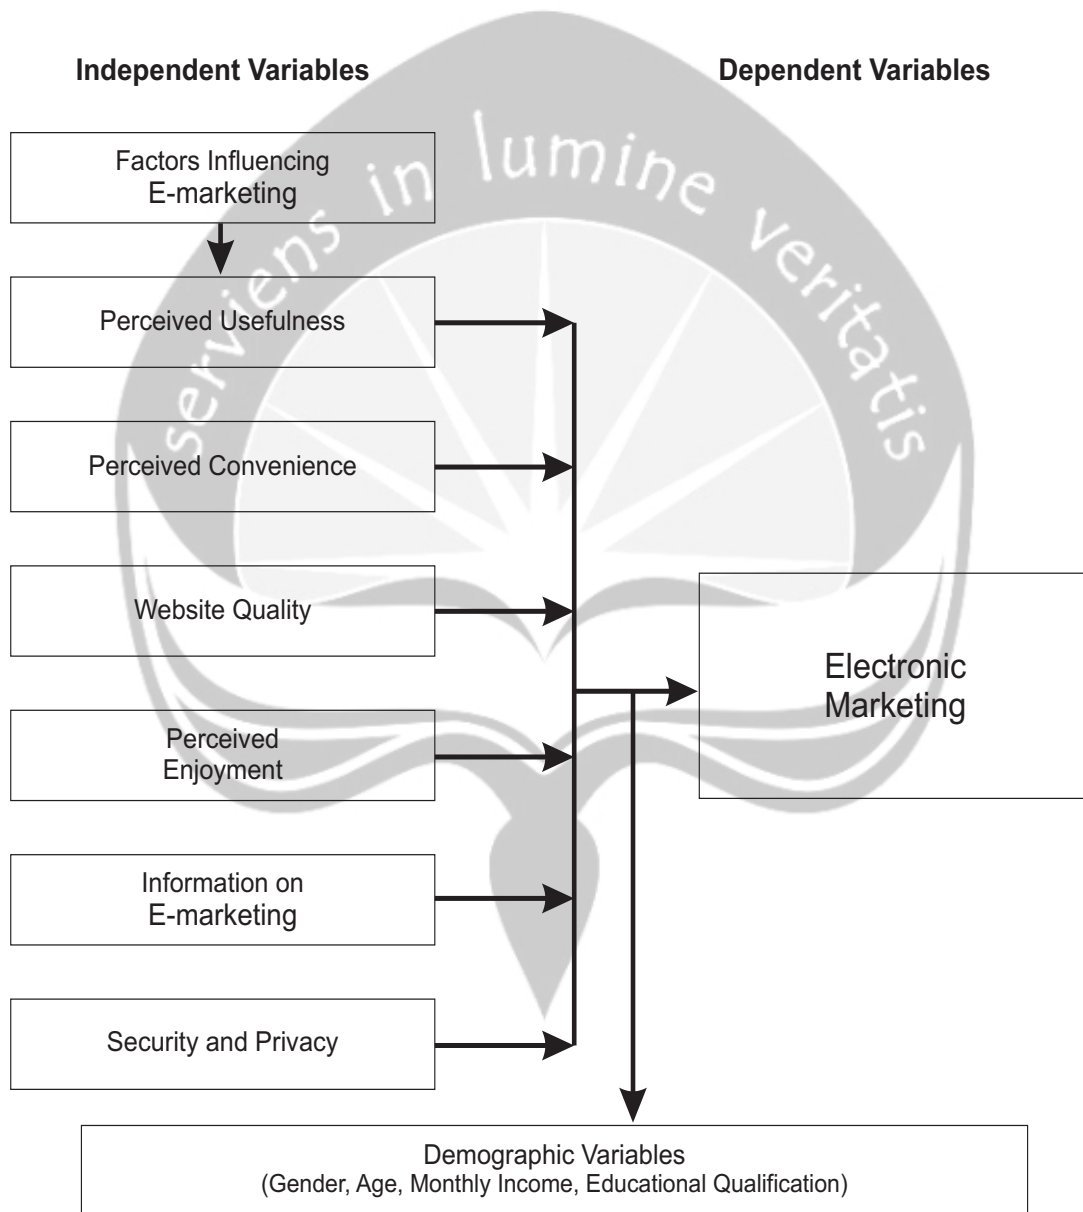 Independent Variables
Dependent Variables
serviens in lumine veritatis
Factors Influencing
E-marketing
Perceived Usefulness
Perceived Convenience
Website Quality
Electronic
Marketing
Perceived
Enjoyment
Information on
E-marketing
Security and Privacy
Demographic Variables
(Gender, Age, Monthly Income, Educational Qualification)